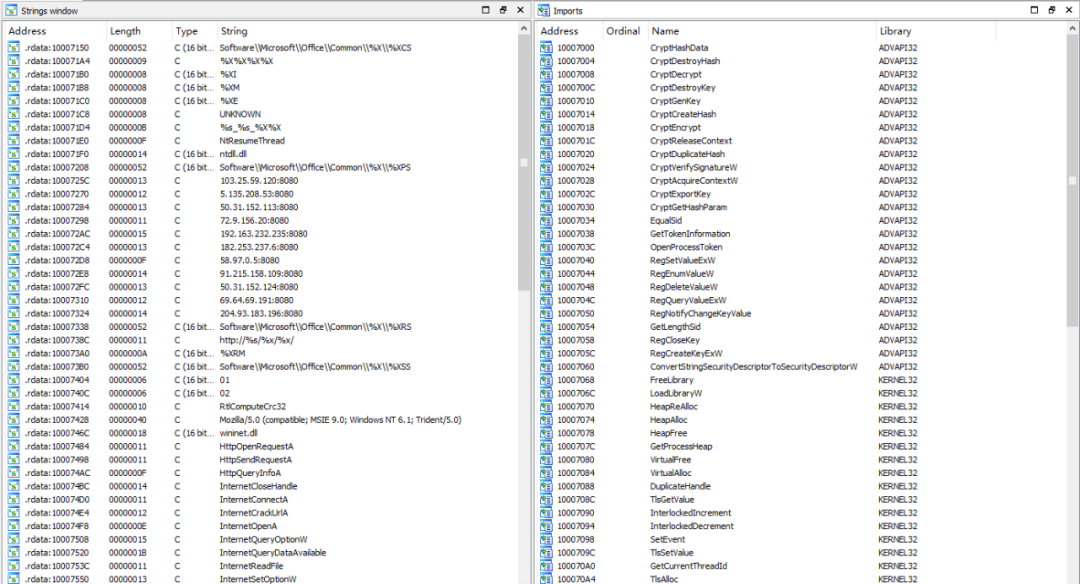 Strings window
Address Length Type String
.rdata:10007150 00000052 C (16 bit... Software\\Microsoft\\Office\\Common\\%X\\%XCS
.rdata:100071A4 00000009 C %X%X%X%X
.rdata:100071B0 00000008 C (16 bit... %XI
.rdata:100071B8 00000008 C (16 bit... %XM
.rdata:100071C0 00000008 C (16 bit... %XE
.rdata:100071C8 00000008 C UNKNOWN
.rdata:100071D4 0000000B C %s_%s_%X%X
.rdata:100071E0 0000000F C NtResumeThread
.rdata:100071F0 00000014 C (16 bit... ntdll.dll
.rdata:10007208 00000052 C (16 bit... Software\\Microsoft\\Office\\Common\\%X\\%XPS
.rdata:1000725C 00000013 C 103.25.59.120:8080
.rdata:10007270 00000012 C 5.135.208.53:8080
.rdata:10007284 00000013 C 50.31.152.113:8080
.rdata:10007298 00000011 C 72.9.156.20:8080
.rdata:100072AC 00000015 C 192.163.232.235:8080
.rdata:100072C4 00000013 C 182.253.237.6:8080
.rdata:100072D8 0000000F C 58.97.0.5:8080
.rdata:100072E8 00000014 C 91.215.158.109:8080
.rdata:100072FC 00000013 C 50.31.152.124:8080
.rdata:10007310 00000012 C 69.64.69.191:8080
.rdata:10007324 00000014 C 204.93.183.196:8080
.rdata:10007338 00000052 C (16 bit... Software\\Microsoft\\Office\\Common\\%X\\%XRS
.rdata:1000738C 00000011 C http://%s/%x/%x/
.rdata:100073A0 0000000A C (16 bit... %XRM
.rdata:100073B0 00000052 C (16 bit... Software\\Microsoft\\Office\\Common\\%X\\%XSS
.rdata:10007404 00000006 C (16 bit... 01
.rdata:1000740C 00000006 C (16 bit... 02
.rdata:10007414 00000010 C RtlComputeCrc32
.rdata:10007428 00000040 C Mozilla/5.0 (compatible; MSIE 9.0; Windows NT 6.1; Trident/5.0)
.rdata:1000746C 00000018 C (16 bit... wininet.dll
.rdata:10007484 00000011 C HttpOpenRequestA
.rdata:10007498 00000011 C HttpSendRequestA
.rdata:100074AC 0000000F C HttpQueryInfoA
.rdata:100074BC 00000014 C InternetCloseHandle
.rdata:100074D0 00000011 C InternetConnectA
.rdata:100074E4 00000012 C InternetCrackUrlA
.rdata:100074F8 0000000E C InternetOpenA
.rdata:10007508 00000015 C InternetQueryOptionW
.rdata:10007520 0000001B C InternetQueryDataAvailable
.rdata:1000753C 00000011 C InternetReadFile
.rdata:10007550 00000013 C InternetSetOptionW
Imports
Address Ordinal Name Library
10007000 CryptHashData ADVAPI32
10007004 CryptDestroyHash ADVAPI32
10007008 CryptDecrypt ADVAPI32
1000700C CryptDestroyKey ADVAPI32
10007010 CryptGenKey ADVAPI32
10007014 CryptCreateHash ADVAPI32
10007018 CryptEncrypt ADVAPI32
1000701C CryptReleaseContext ADVAPI32
10007020 CryptDuplicateHash ADVAPI32
10007024 CryptVerifySignatureW ADVAPI32
10007028 CryptAcquireContextW ADVAPI32
1000702C CryptExportKey ADVAPI32
10007030 CryptGetHashParam ADVAPI32
10007034 EqualSid ADVAPI32
10007038 GetTokenInformation ADVAPI32
1000703C OpenProcessToken ADVAPI32
10007040 RegSetValueExW ADVAPI32
10007044 RegEnumValueW ADVAPI32
10007048 RegDeleteValueW ADVAPI32
1000704C RegQueryValueExW ADVAPI32
10007050 RegNotifyChangeKeyValue ADVAPI32
10007054 GetLengthSid ADVAPI32
10007058 RegCloseKey ADVAPI32
1000705C RegCreateKeyExW ADVAPI32
10007060 ConvertStringSecurityDescriptorToSecurityDescriptorW ADVAPI32
10007068 FreeLibrary KERNEL32
1000706C LoadLibraryW KERNEL32
10007070 HeapReAlloc KERNEL32
10007074 HeapAlloc KERNEL32
10007078 HeapFree KERNEL32
1000707C GetProcessHeap KERNEL32
10007080 VirtualFree KERNEL32
10007084 VirtualAlloc KERNEL32
10007088 DuplicateHandle KERNEL32
1000708C TlsGetValue KERNEL32
10007090 InterlockedIncrement KERNEL32
10007094 InterlockedDecrement KERNEL32
10007098 SetEvent KERNEL32
1000709C TlsSetValue KERNEL32
100070A0 GetCurrentThreadId KERNEL32
100070A4 TlsAlloc KERNEL32